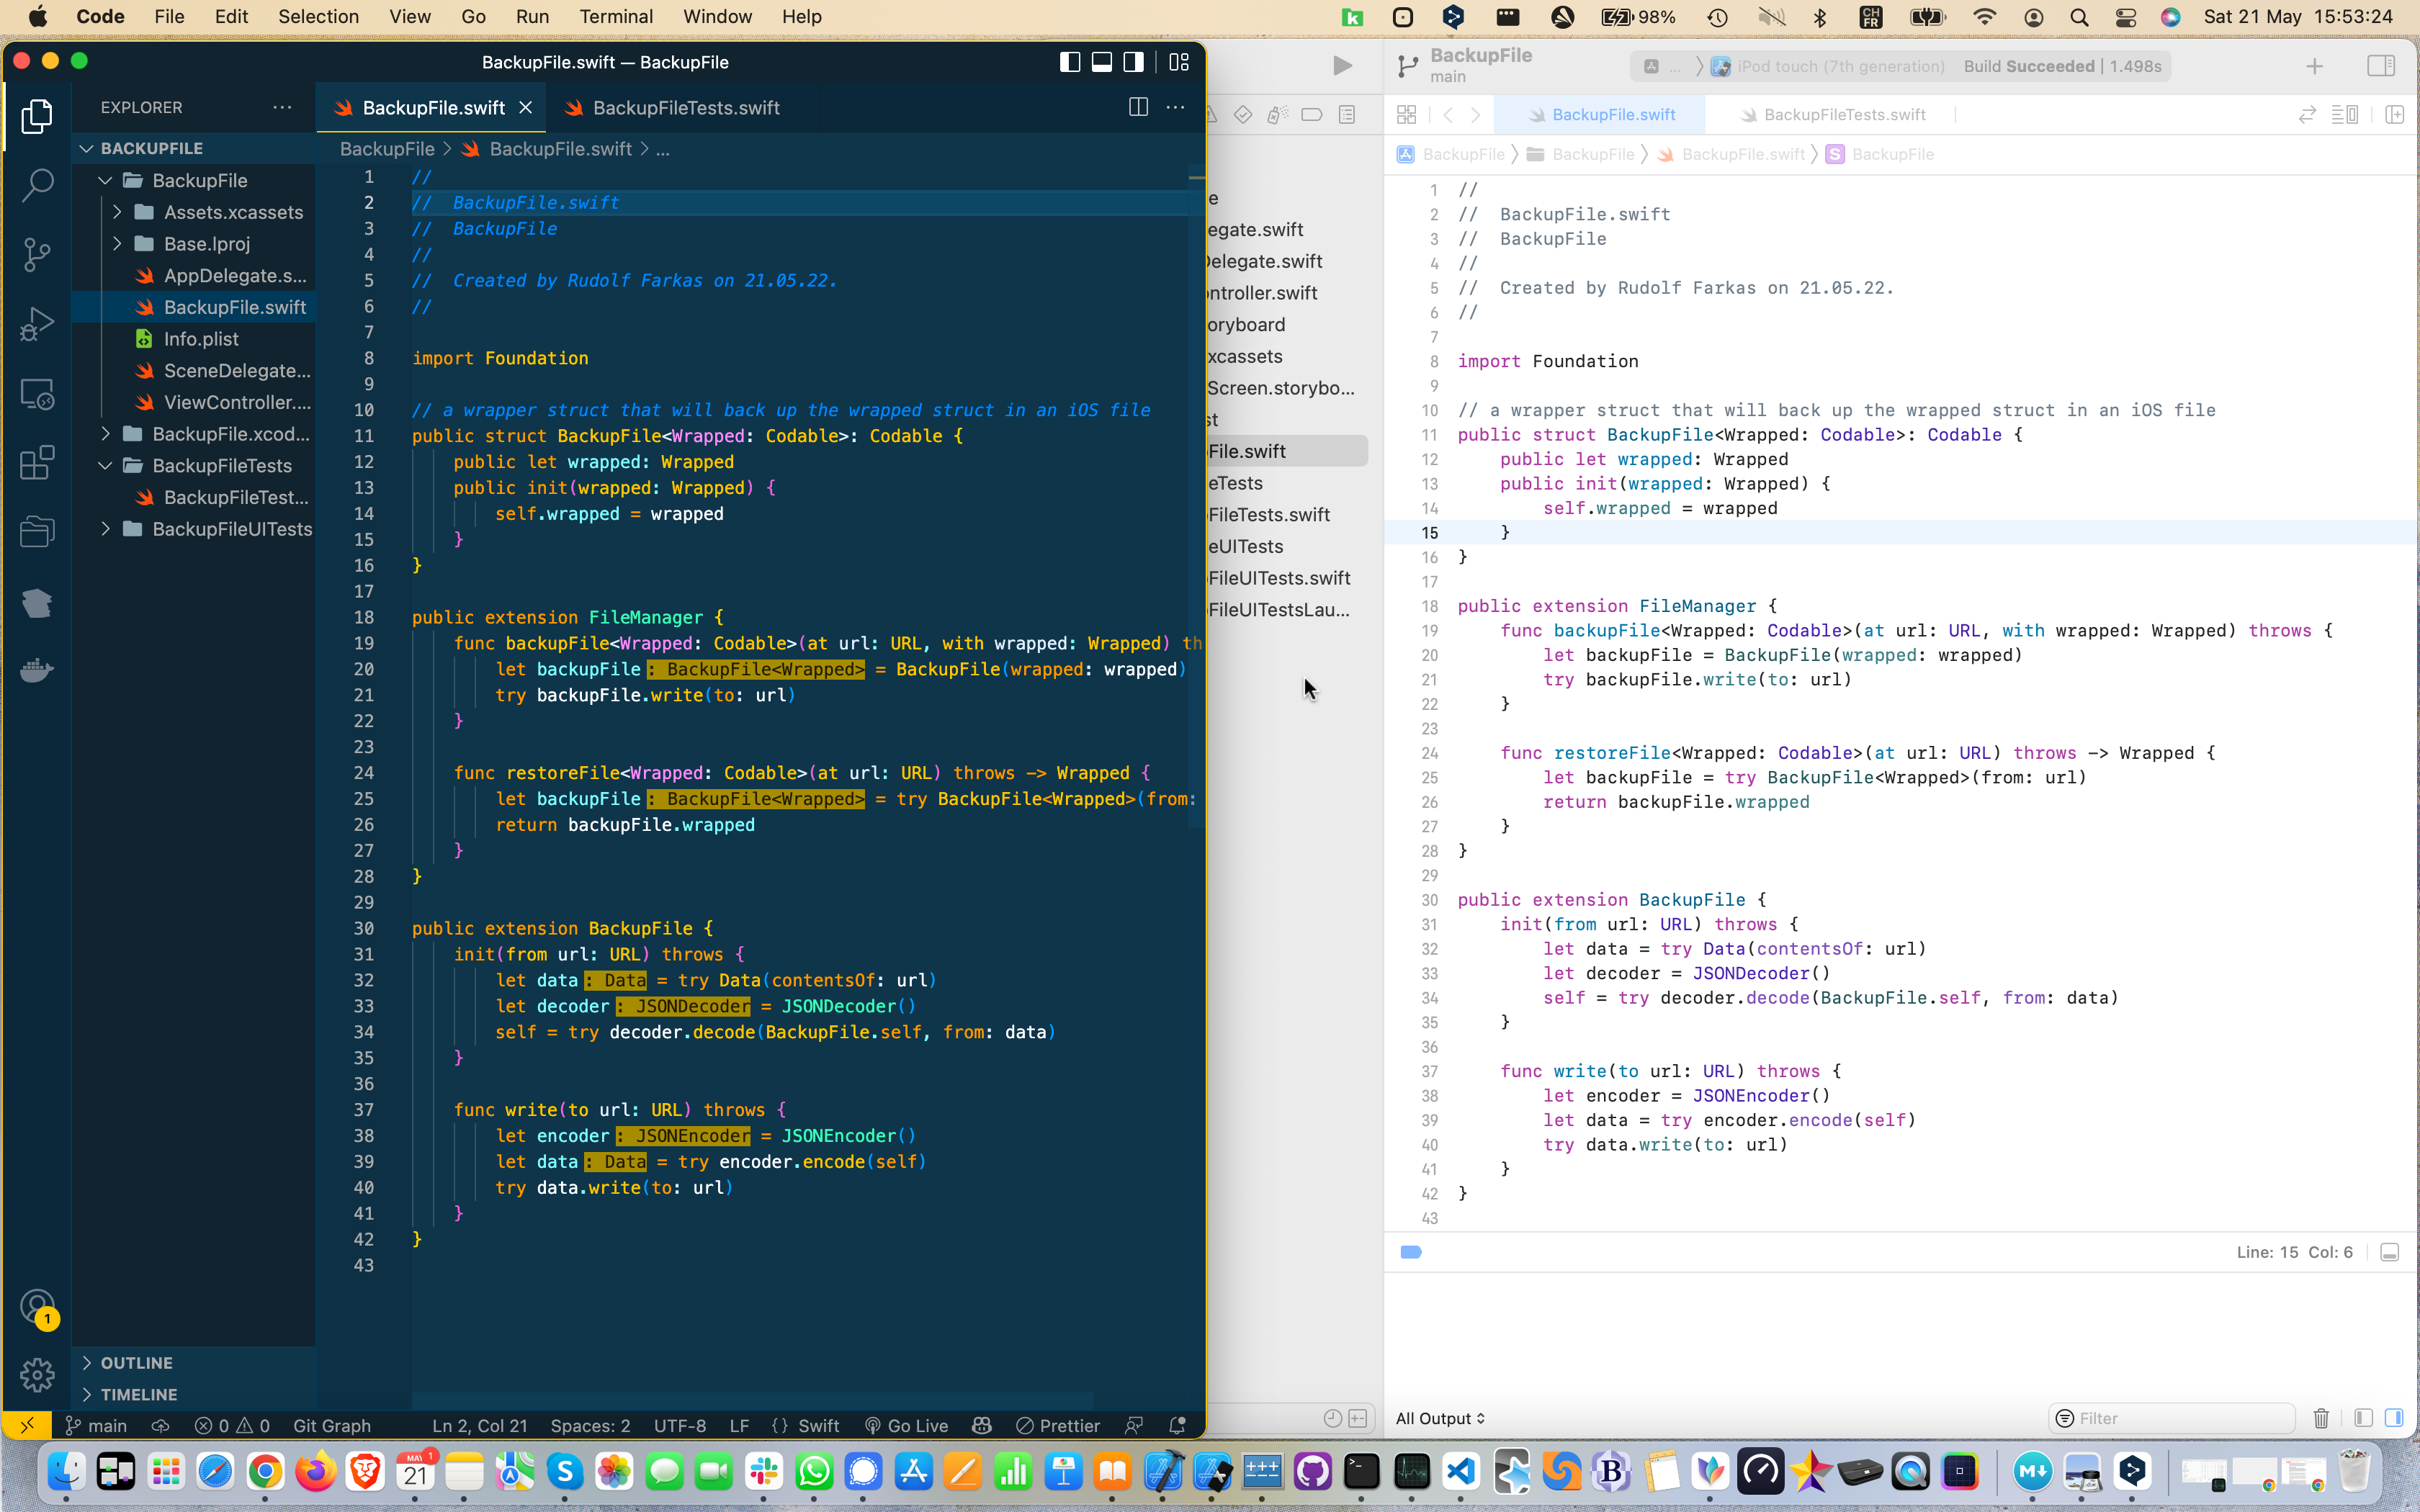 Code File Edit Selection View Go Run Terminal Window Help
98% CH FR Sat 21 May 15:53:24
BackupFile.swift — BackupFile
EXPLORER
BackupFile.swift BackupFileTests.swift
BACKUPFILE
BackupFile > BackupFile.swift > ...
BackupFile
Assets.xcassets
Base.lproj
AppDelegate.s...
BackupFile.swift
Info.plist
SceneDelegate...
ViewController....
BackupFile.xcod...
BackupFileTests
BackupFileTest...
BackupFileUITests
OUTLINE
TIMELINE
1 //
2 //  BackupFile.swift
3 //  BackupFile
4 //
5 //  Created by Rudolf Farkas on 21.05.22.
6 //
7
8 import Foundation
9
10 // a wrapper struct that will back up the wrapped struct in an iOS file
11 public struct BackupFile<Wrapped: Codable>: Codable {
12 public let wrapped: Wrapped
13 public init(wrapped: Wrapped) {
14 self.wrapped = wrapped
15 }
16 }
17
18 public extension FileManager {
19 func backupFile<Wrapped: Codable>(at url: URL, with wrapped: Wrapped) th
20 let backupFile: BackupFile<Wrapped> = BackupFile(wrapped: wrapped)
21 try backupFile.write(to: url)
22 }
23
24 func restoreFile<Wrapped: Codable>(at url: URL) throws -> Wrapped {
25 let backupFile: BackupFile<Wrapped> = try BackupFile<Wrapped>(from:
26 return backupFile.wrapped
27 }
28 }
29
30 public extension BackupFile {
31 init(from url: URL) throws {
32 let data: Data = try Data(contentsOf: url)
33 let decoder: JSONDecoder = JSONDecoder()
34 self = try decoder.decode(BackupFile.self, from: data)
35 }
36
37 func write(to url: URL) throws {
38 let encoder: JSONEncoder = JSONEncoder()
39 let data: Data = try encoder.encode(self)
40 try data.write(to: url)
41 }
42 }
43
1
main 0 0 Git Graph Ln 2, Col 21 Spaces: 2 UTF-8 LF {} Swift Go Live Prettier
e
egate.swift
elegate.swift
ntroller.swift
oryboard
xcassets
Screen.storybo...
st
File.swift
eTests
FileTests.swift
eUITests
FileUITests.swift
FileUITestsLau...
BackupFile
main
... iPod touch (7th generation) Build Succeeded | 1.498s
BackupFile.swift BackupFileTests.swift
BackupFile BackupFile BackupFile.swift S BackupFile
1 //
2 //  BackupFile.swift
3 //  BackupFile
4 //
5 //  Created by Rudolf Farkas on 21.05.22.
6 //
7
8 import Foundation
9
10 // a wrapper struct that will back up the wrapped struct in an iOS file
11 public struct BackupFile<Wrapped: Codable>: Codable {
12 public let wrapped: Wrapped
13 public init(wrapped: Wrapped) {
14 self.wrapped = wrapped
15 }
16 }
17
18 public extension FileManager {
19 func backupFile<Wrapped: Codable>(at url: URL, with wrapped: Wrapped) throws {
20 let backupFile = BackupFile(wrapped: wrapped)
21 try backupFile.write(to: url)
22 }
23
24 func restoreFile<Wrapped: Codable>(at url: URL) throws -> Wrapped {
25 let backupFile = try BackupFile<Wrapped>(from: url)
26 return backupFile.wrapped
27 }
28 }
29
30 public extension BackupFile {
31 init(from url: URL) throws {
32 let data = try Data(contentsOf: url)
33 let decoder = JSONDecoder()
34 self = try decoder.decode(BackupFile.self, from: data)
35 }
36
37 func write(to url: URL) throws {
38 let encoder = JSONEncoder()
39 let data = try encoder.encode(self)
40 try data.write(to: url)
41 }
42 }
43
Line: 15 Col: 6
All Output
Filter
MAY 21 1